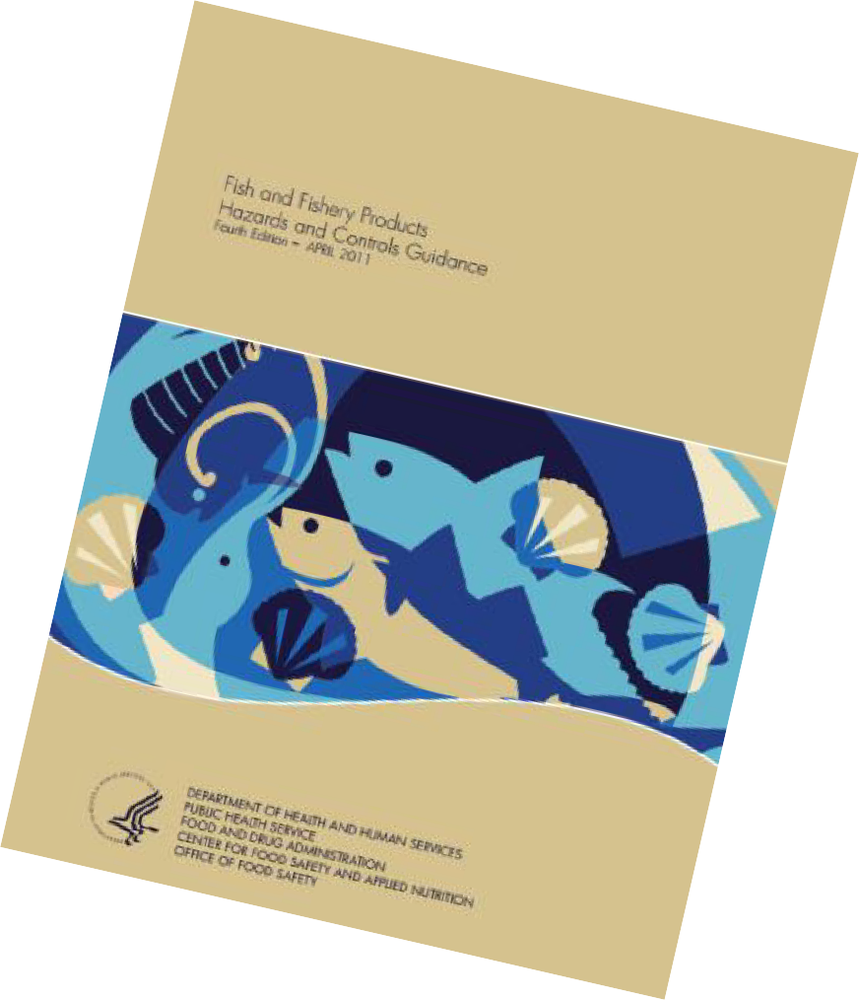 Fish and Fishery Products
Hazards and Controls Guidance
Fourth Edition – APRIL 2011
DEPARTMENT OF HEALTH AND HUMAN SERVICES
PUBLIC HEALTH SERVICE
FOOD AND DRUG ADMINISTRATION
CENTER FOR FOOD SAFETY AND APPLIED NUTRITION
OFFICE OF FOOD SAFETY